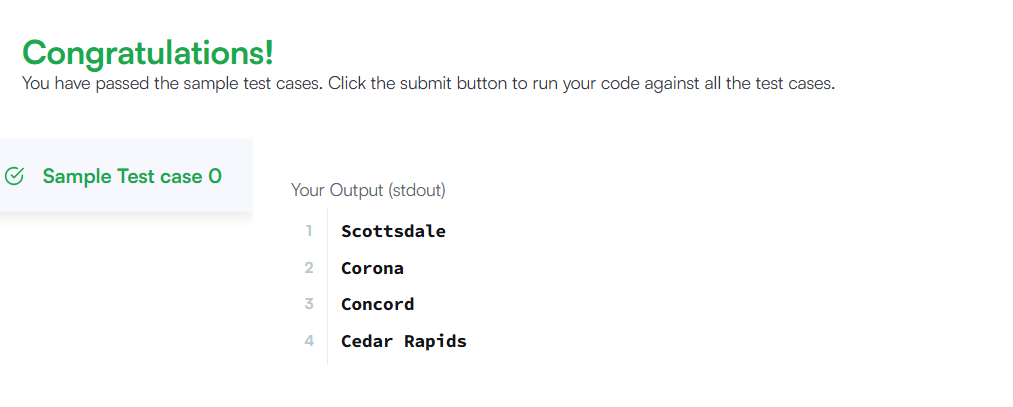 Congratulations!
You have passed the sample test cases. Click the submit button to run your code against all the test cases.
Sample Test case 0
Your Output (stdout)
1 Scottsdale
2 Corona
3 Concord
4 Cedar Rapids